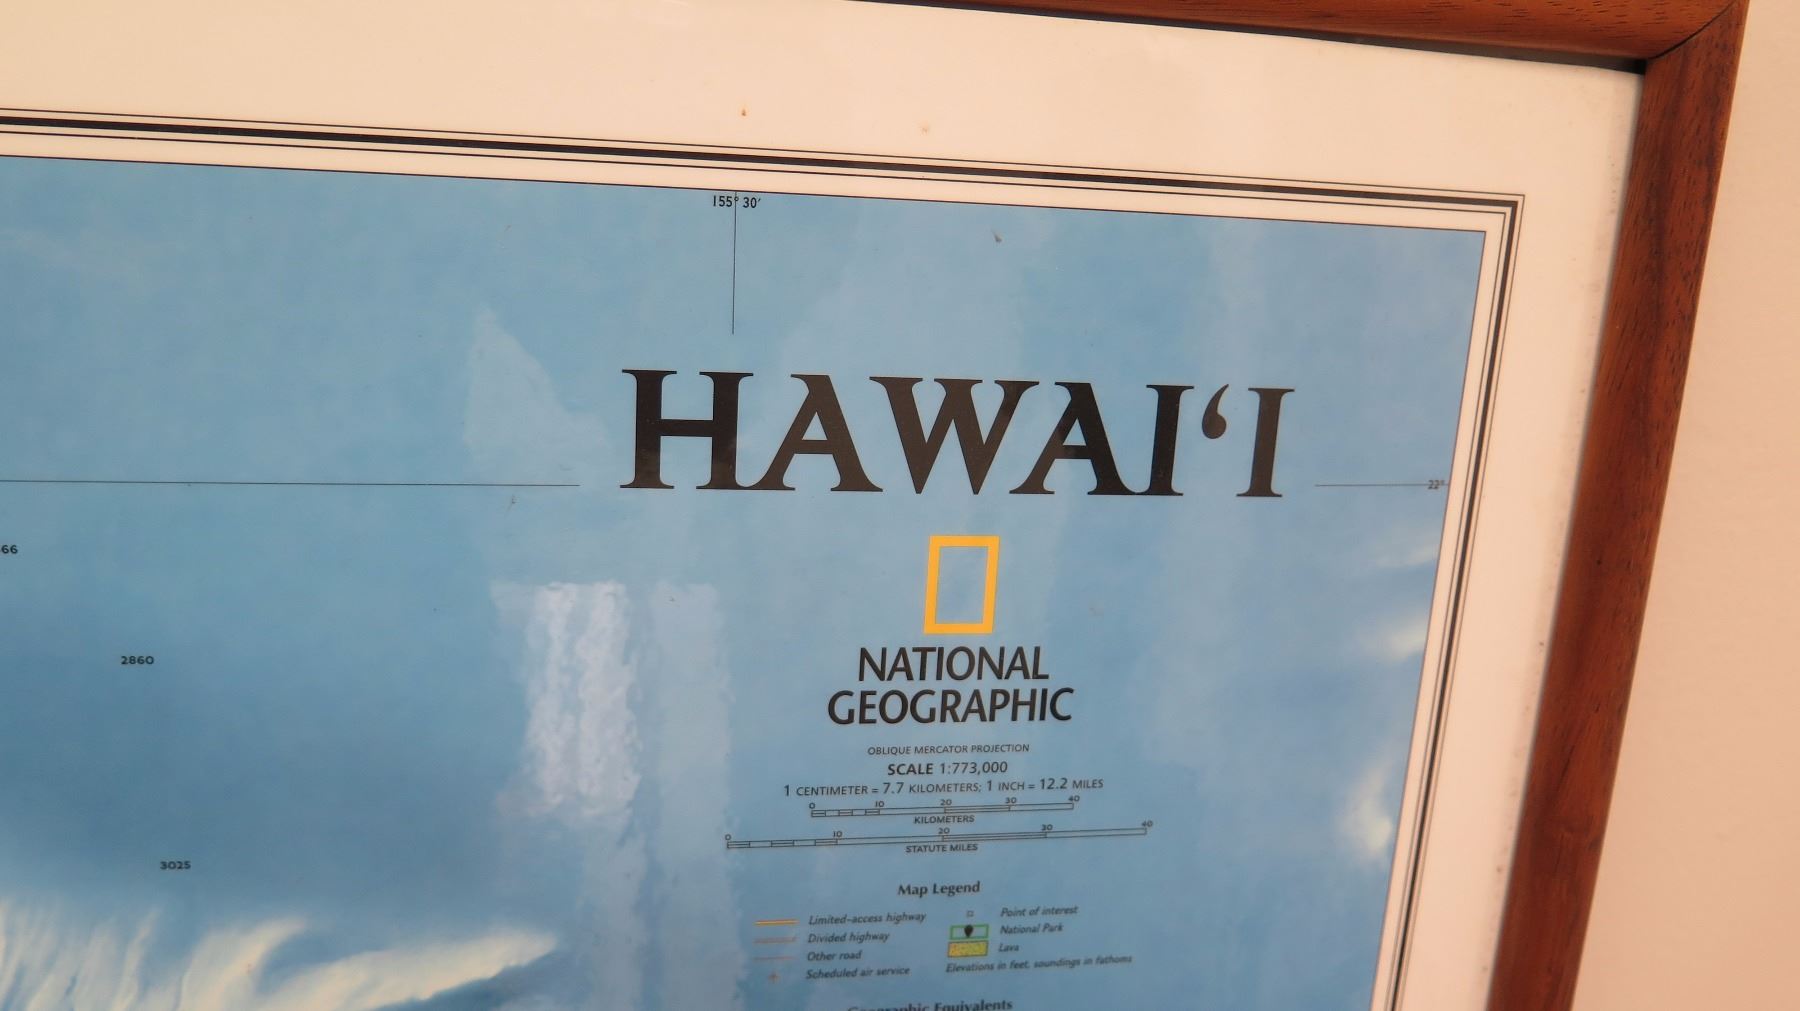 155° 30′
HAWAIʻI
22°
66
2860
NATIONAL
GEOGRAPHIC
OBLIQUE MERCATOR PROJECTION
SCALE 1:773,000
1 CENTIMETER = 7.7 KILOMETERS; 1 INCH = 12.2 MILES
0 10 20 30 40
KILOMETERS
0 10 20 30 40
STATUTE MILES
3025
Map Legend
Limited-access highway
Divided highway
Other road
Scheduled air service
Point of interest
National Park
Lava
Elevations in feet, soundings in fathoms
Geographic Equivalents